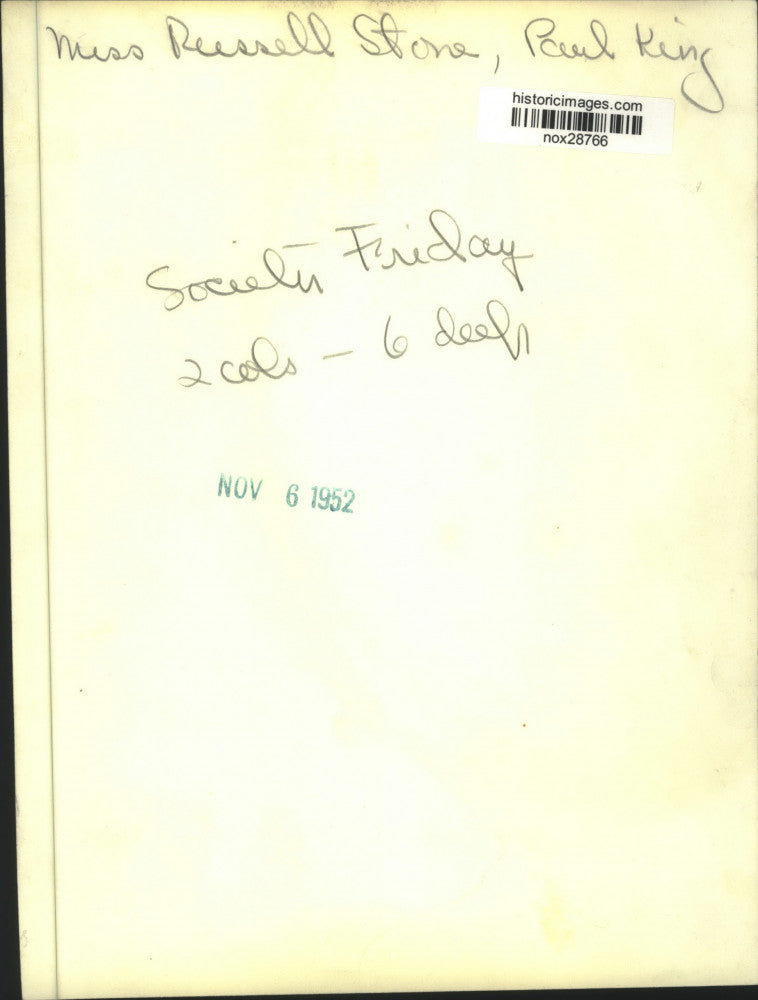 Miss Russell Stone, Paul King
historicimages.com
nox28766
Society Friday
2 cols - 6 deep
NOV 6 1952